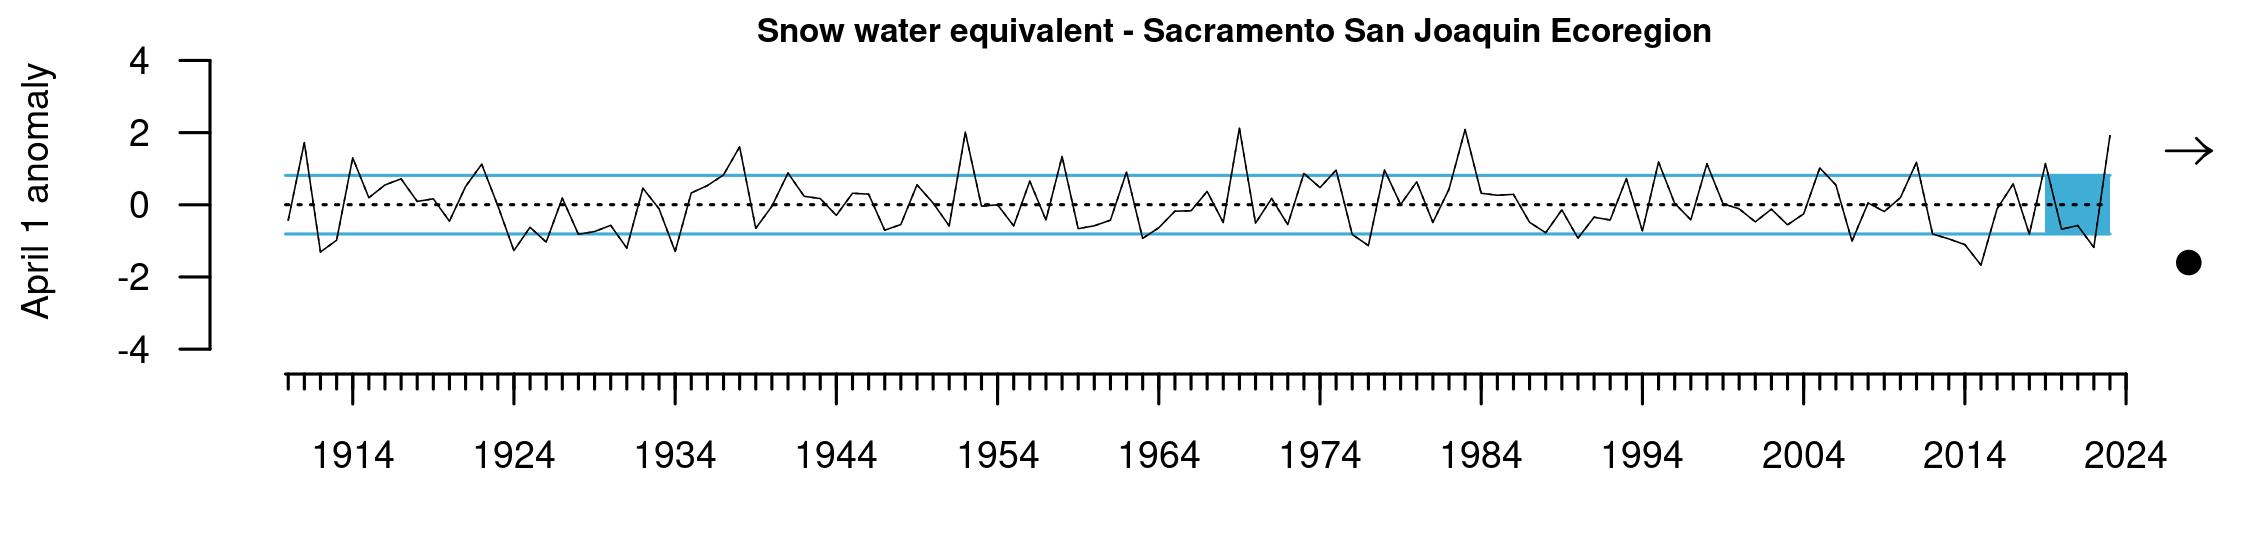 Snow water equivalent - Sacramento San Joaquin Ecoregion
April 1 anomaly
4
2
0
-2
-4
1914 1924 1934 1944 1954 1964 1974 1984 1994 2004 2014 2024